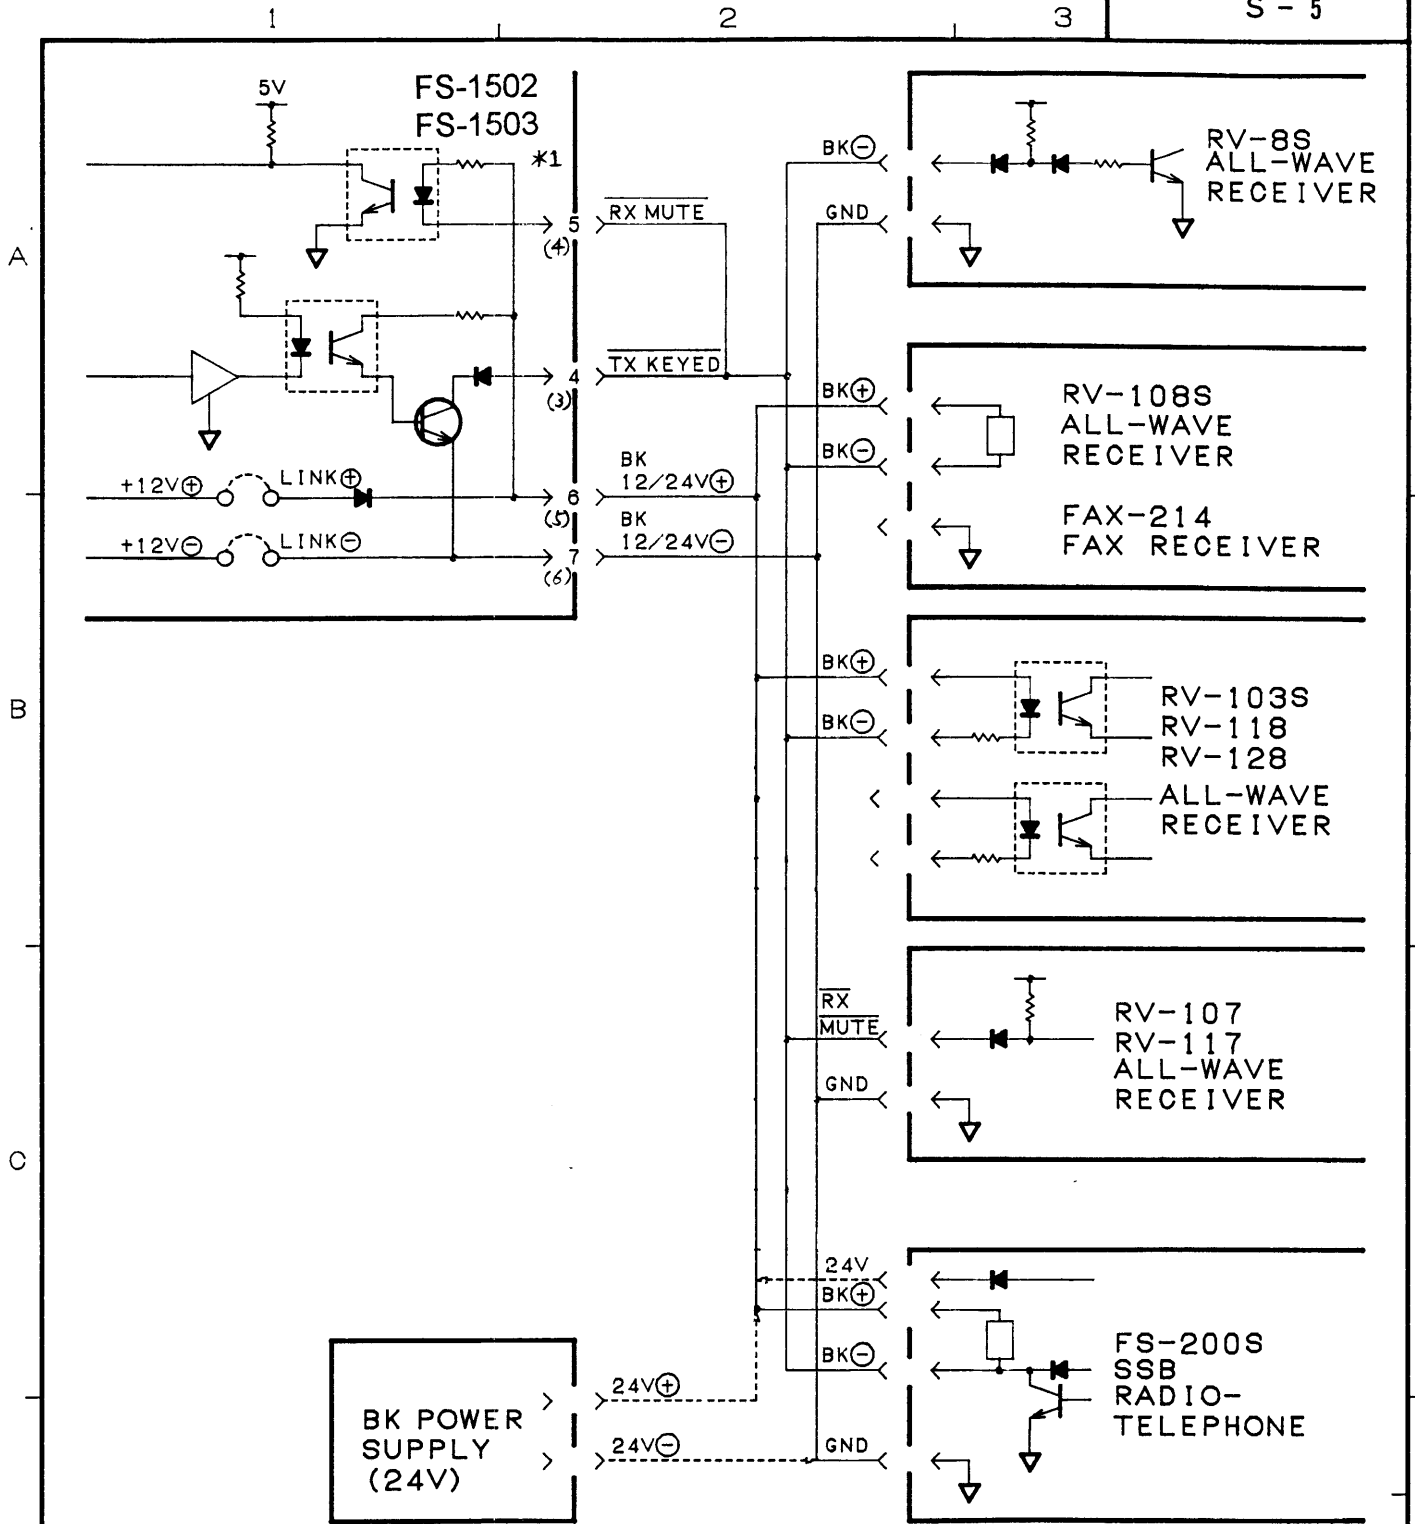 1
2
3
S-5
A
B
C
5V
FS-1502
FS-1503
*1
5
(4)
RX MUTE
4
(3)
TX KEYED
+12V⊕
LINK⊕
6
(5)
BK
12/24V⊕
+12V⊖
LINK⊖
7
(6)
BK
12/24V⊖
BK⊖
GND
RV-8S
ALL-WAVE
RECEIVER
BK⊕
BK⊖
RV-108S
ALL-WAVE
RECEIVER
FAX-214
FAX RECEIVER
BK⊕
BK⊖
RV-103S
RV-118
RV-128
ALL-WAVE
RECEIVER
RX
MUTE
GND
RV-107
RV-117
ALL-WAVE
RECEIVER
24V
BK⊕
BK⊖
GND
FS-200S
SSB
RADIO-
TELEPHONE
BK POWER
SUPPLY
(24V)
24V⊕
24V⊖